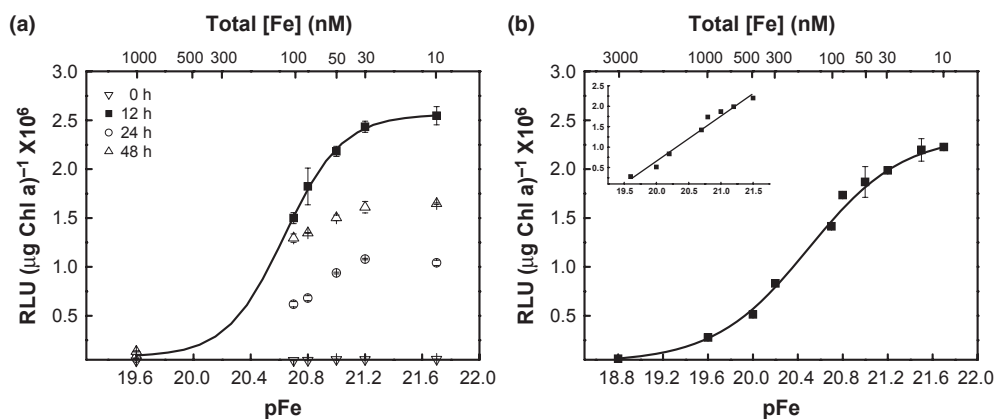 (a)
Total [Fe] (nM)
1000 500 300 100 50 30 10
3.0
2.5
2.0
1.5
1.0
0.5
RLU (µg Chl a)⁻¹ X10⁶
0 h
12 h
24 h
48 h
19.6 20.0 20.4 20.8 21.2 21.6 22.0
pFe
(b)
Total [Fe] (nM)
3000 1000 500 300 100 50 30 10
3.0
2.5
2.0
1.5
1.0
0.5
RLU (µg Chl a)⁻¹ X10⁶
2.5
2.0
1.5
1.0
0.5
19.5 20.0 20.5 21.0 21.5
18.8 19.2 19.6 20.0 20.4 20.8 21.2 21.6 22.0
pFe